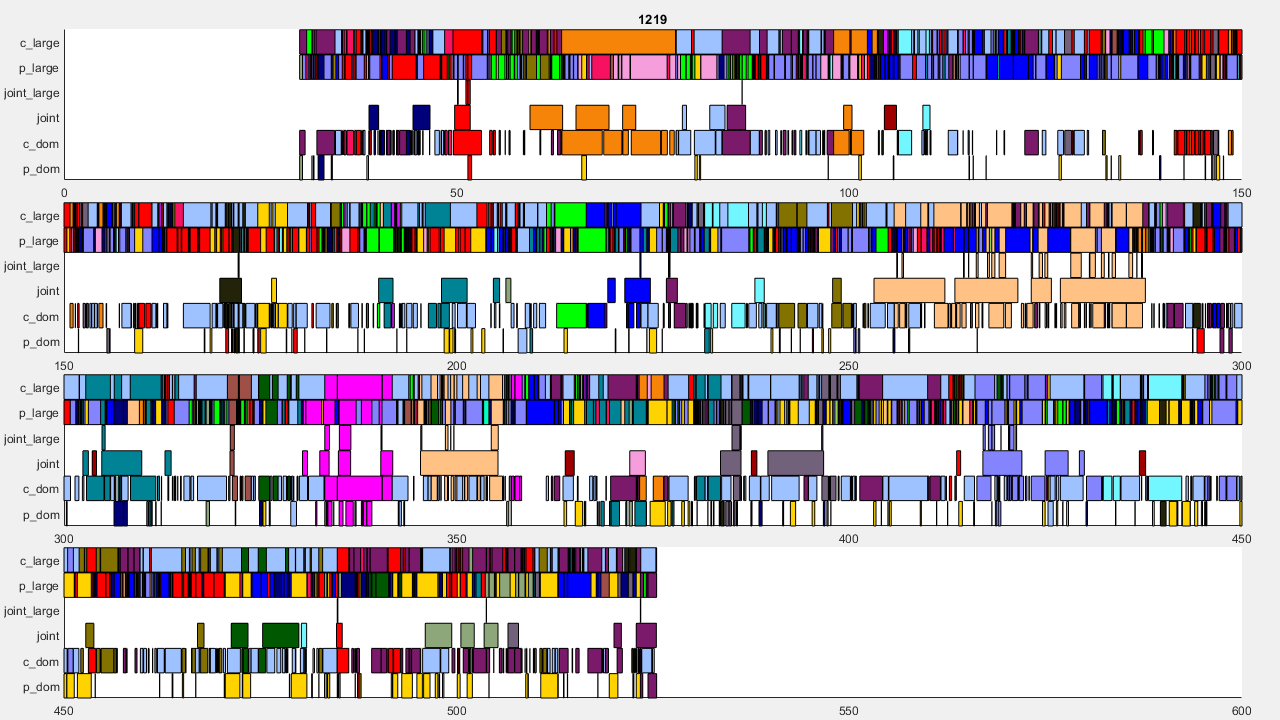 1219
c_large
p_large
joint_large
joint
c_dom
p_dom
0 50 100 150
c_large
p_large
joint_large
joint
c_dom
p_dom
150 200 250 300
c_large
p_large
joint_large
joint
c_dom
p_dom
300 350 400 450
c_large
p_large
joint_large
joint
c_dom
p_dom
450 500 550 600